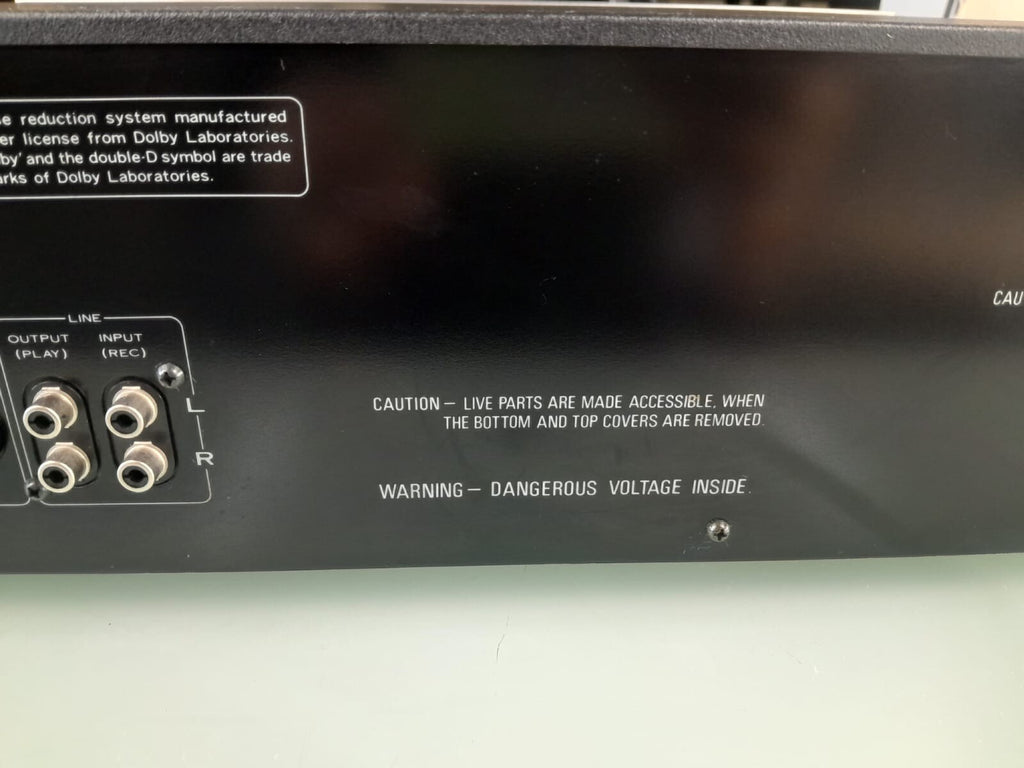 reduction system manufactured
license from Dolby Laboratories.
and the double-D symbol are trade
of Dolby Laboratories.
LINE
OUTPUT INPUT
(PLAY) (REC)
L
R
CAUTION — LIVE PARTS ARE MADE ACCESSIBLE. WHEN
THE BOTTOM AND TOP COVERS ARE REMOVED.
WARNING — DANGEROUS VOLTAGE INSIDE.